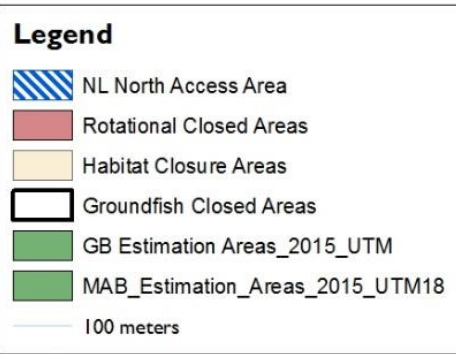 Legend
NL North Access Area
Rotational Closed Areas
Habitat Closure Areas
Groundfish Closed Areas
GB Estimation Areas_2015_UTM
MAB_Estimation_Areas_2015_UTM18
100 meters